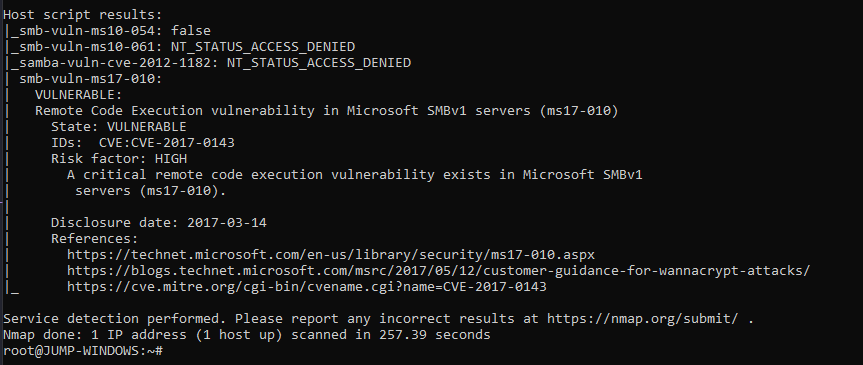 Host script results:
|_smb-vuln-ms10-054: false
|_smb-vuln-ms10-061: NT_STATUS_ACCESS_DENIED
|_samba-vuln-cve-2012-1182: NT_STATUS_ACCESS_DENIED
| smb-vuln-ms17-010:
|   VULNERABLE:
|   Remote Code Execution vulnerability in Microsoft SMBv1 servers (ms17-010)
|     State: VULNERABLE
|     IDs:  CVE:CVE-2017-0143
|     Risk factor: HIGH
|       A critical remote code execution vulnerability exists in Microsoft SMBv1
|        servers (ms17-010).
|
|     Disclosure date: 2017-03-14
|     References:
|       https://technet.microsoft.com/en-us/library/security/ms17-010.aspx
|       https://blogs.technet.microsoft.com/msrc/2017/05/12/customer-guidance-for-wannacrypt-attacks/
|_      https://cve.mitre.org/cgi-bin/cvename.cgi?name=CVE-2017-0143

Service detection performed. Please report any incorrect results at https://nmap.org/submit/ .
Nmap done: 1 IP address (1 host up) scanned in 257.39 seconds
root@JUMP-WINDOWS:~#